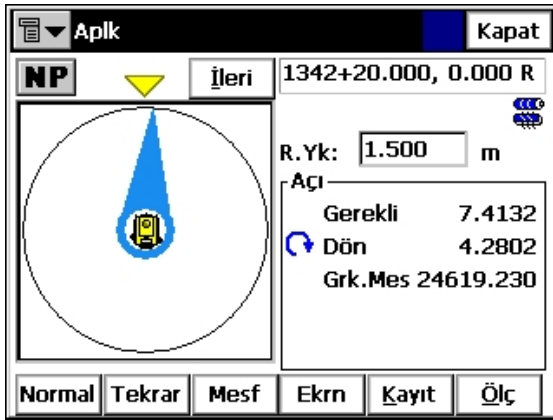 Aplk
Kapat
NP
İleri
1342+20.000, 0.000 R
R.Yk: 1.500 m
Açı
Gerekli 7.4132
Dön 4.2802
Grk.Mes 24619.230
Normal Tekrar Mesf Ekrn Kayıt Ölç